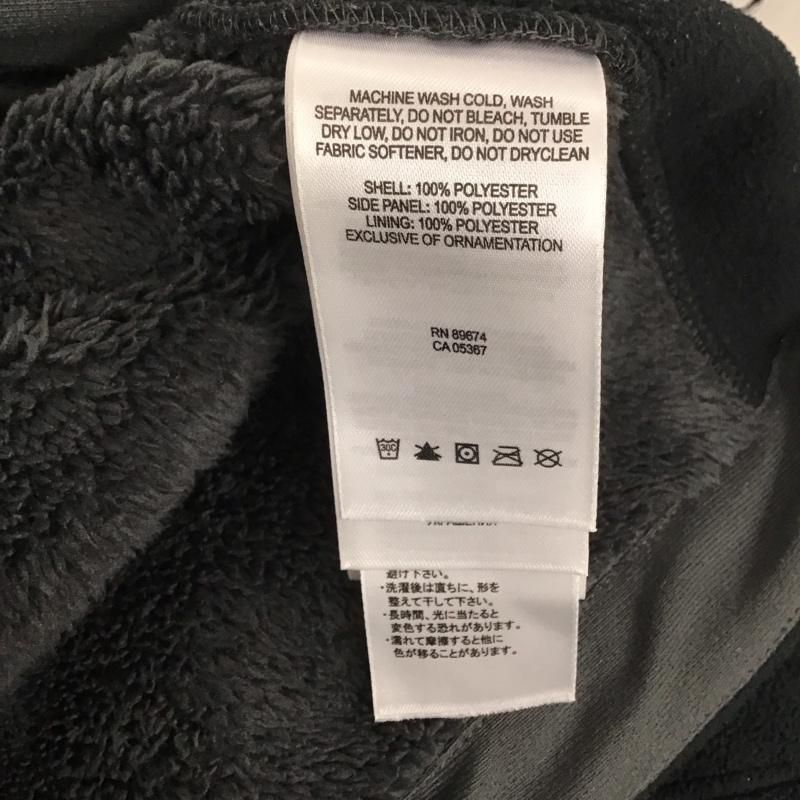 MACHINE WASH COLD, WASH
SEPARATELY, DO NOT BLEACH, TUMBLE
DRY LOW, DO NOT IRON, DO NOT USE
FABRIC SOFTENER, DO NOT DRYCLEAN
SHELL: 100% POLYESTER
SIDE PANEL: 100% POLYESTER
LINING: 100% POLYESTER
EXCLUSIVE OF ORNAMENTATION
RN 89674
CA 05367
30C
避け下さい。
・洗濯後は直ちに、形を
整えて干して下さい。
・長時間、光に当たると
変色する恐れがあります。
・濡れて摩擦すると他に
色が移ることがあります。